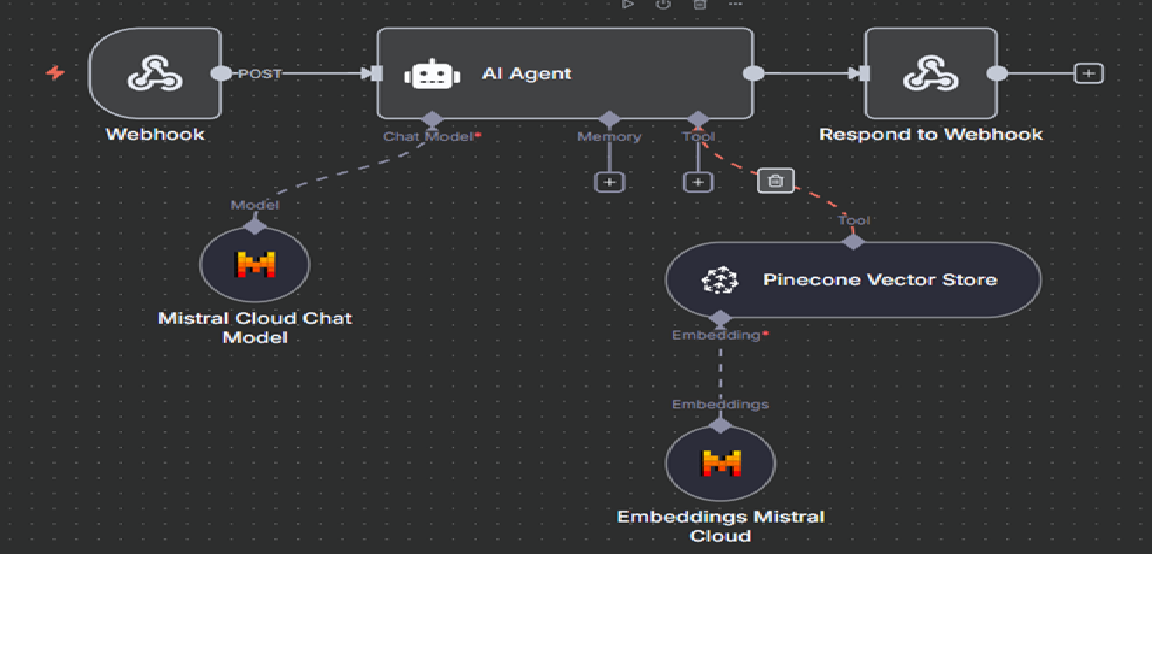 POST
AI Agent
Webhook
Chat Model*
Memory
Tool
Respond to Webhook
Model
Tool
Mistral Cloud Chat
Model
Pinecone Vector Store
Embedding*
Embeddings
Embeddings Mistral
Cloud